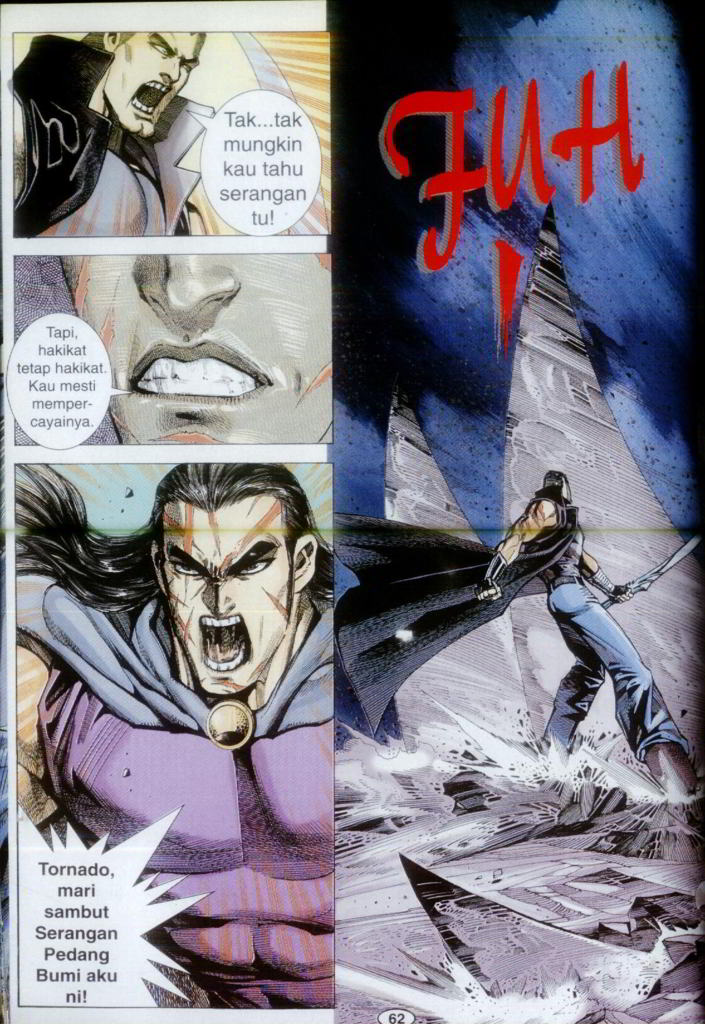 Tak...tak
mungkin
kau tahu
serangan
tu!
Tapi,
hakikat
tetap hakikat.
Kau mesti
memper-
cayainya.
Tornado,
mari
sambut
Serangan
Pedang
Bumi aku
ni!
FUH
!
62